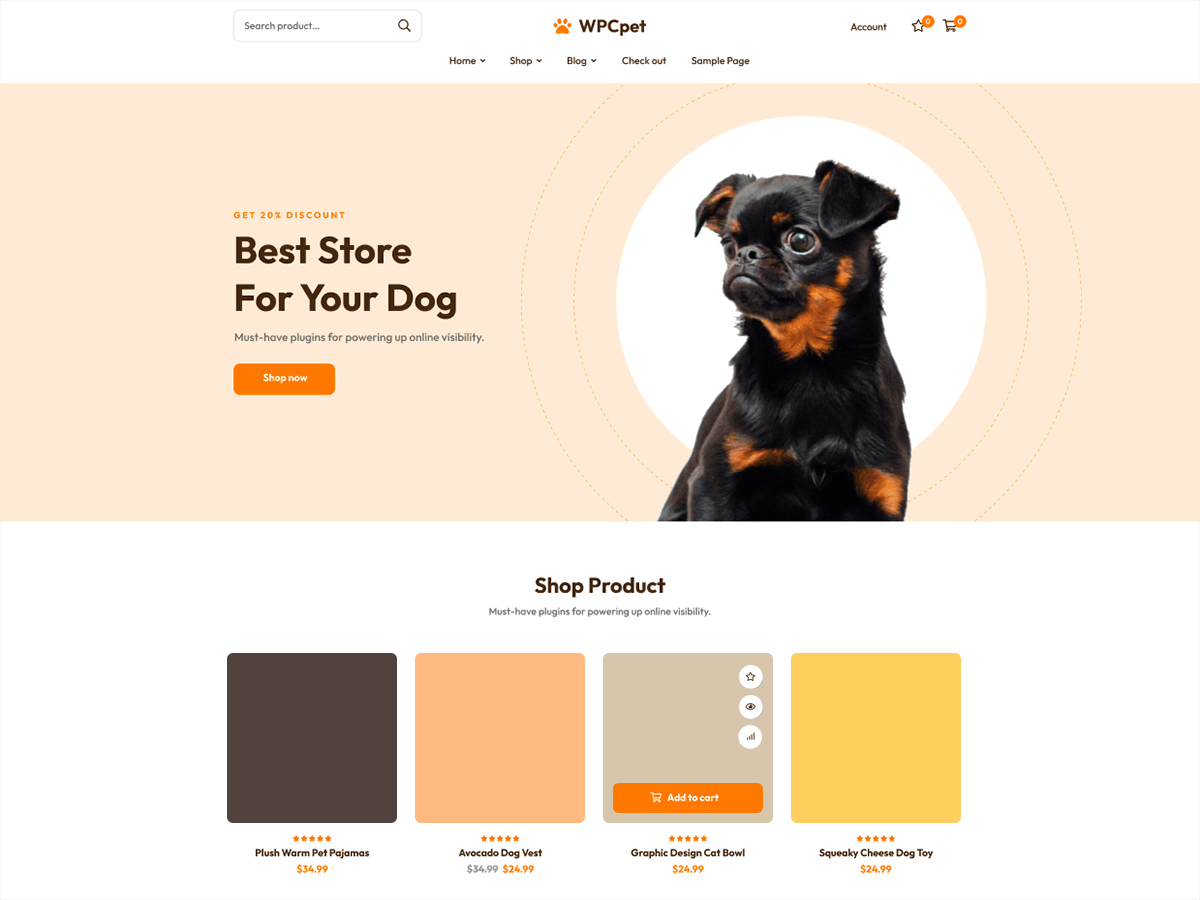 Search product...
WPCpet
Account
0
0
Home
Shop
Blog
Check out
Sample Page
GET 20% DISCOUNT
Best Store
For Your Dog
Must-have plugins for powering up online visibility.
Shop now
Shop Product
Must-have plugins for powering up online visibility.
Add to cart
Plush Warm Pet Pajamas
$34.99
Avocado Dog Vest
$34.99 $24.99
Graphic Design Cat Bowl
$24.99
Squeaky Cheese Dog Toy
$24.99